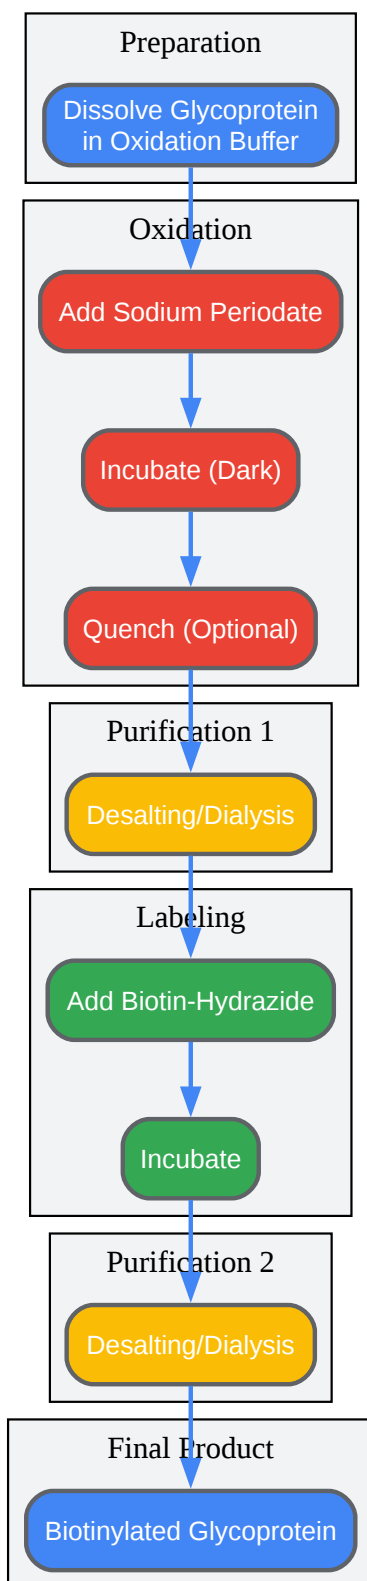 Preparation
Dissolve Glycoprotein
in Oxidation Buffer
Oxidation
Add Sodium Periodate
Incubate (Dark)
Quench (Optional)
Purification 1
Desalting/Dialysis
Labeling
Add Biotin-Hydrazide
Incubate
Purification 2
Desalting/Dialysis
Final Product
Biotinylated Glycoprotein